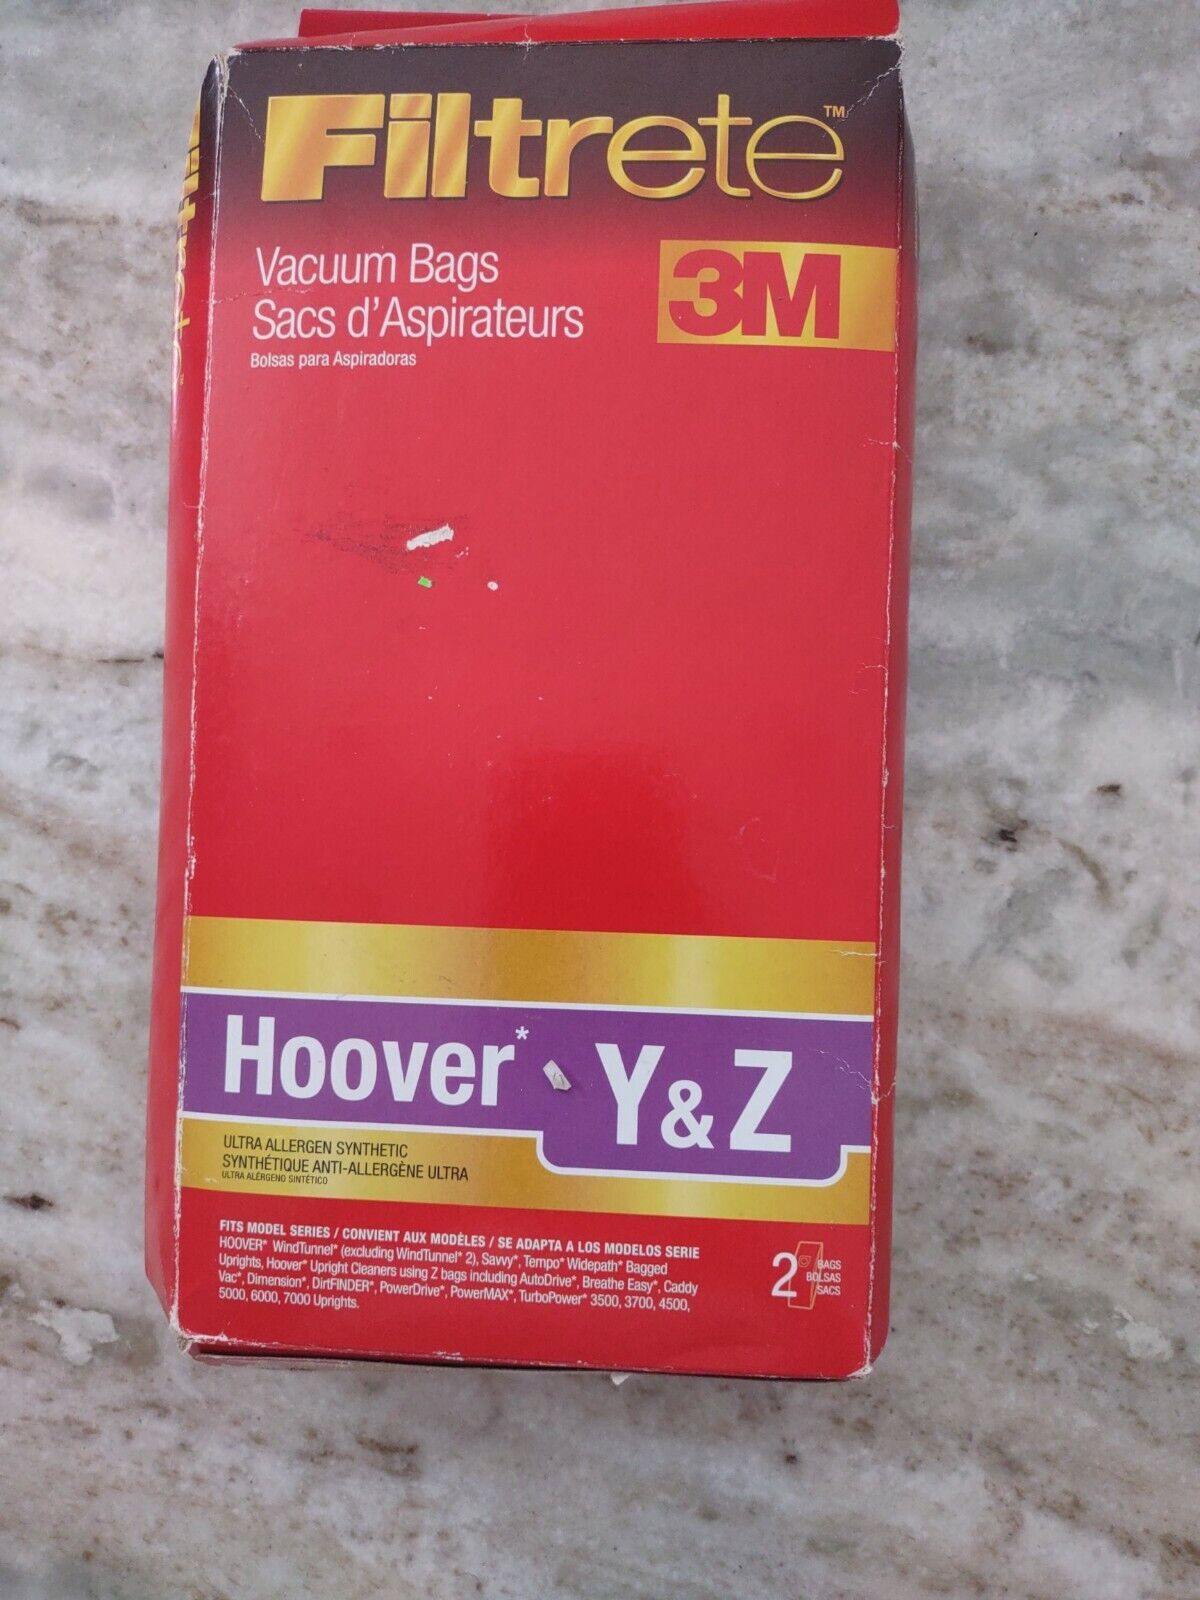 Filtrete™
Vacuum Bags
Sacs d'Aspirateurs
Bolsas para Aspiradoras
3M
Hoover* Y & Z
ULTRA ALLERGEN SYNTHETIC
SYNTHÉTIQUE ANTI-ALLERGÈNE ULTRA
ULTRA ALÉRGENO SINTÉTICO
FITS MODEL SERIES / CONVIENT AUX MODÈLES / SE ADAPTA A LOS MODELOS SERIE
HOOVER* WindTunnel* (excluding WindTunnel* 2), Savvy*, Tempo* Widepath* Bagged
Uprights, Hoover* Upright Cleaners using Z bags including AutoDrive*, Breathe Easy*, Caddy
Vac*, Dimension*, DirtFINDER*, PowerDrive*, PowerMAX*, TurboPower* 3500, 3700, 4500,
5000, 6000, 7000 Uprights.
2
BAGS
BOLSAS
SACS